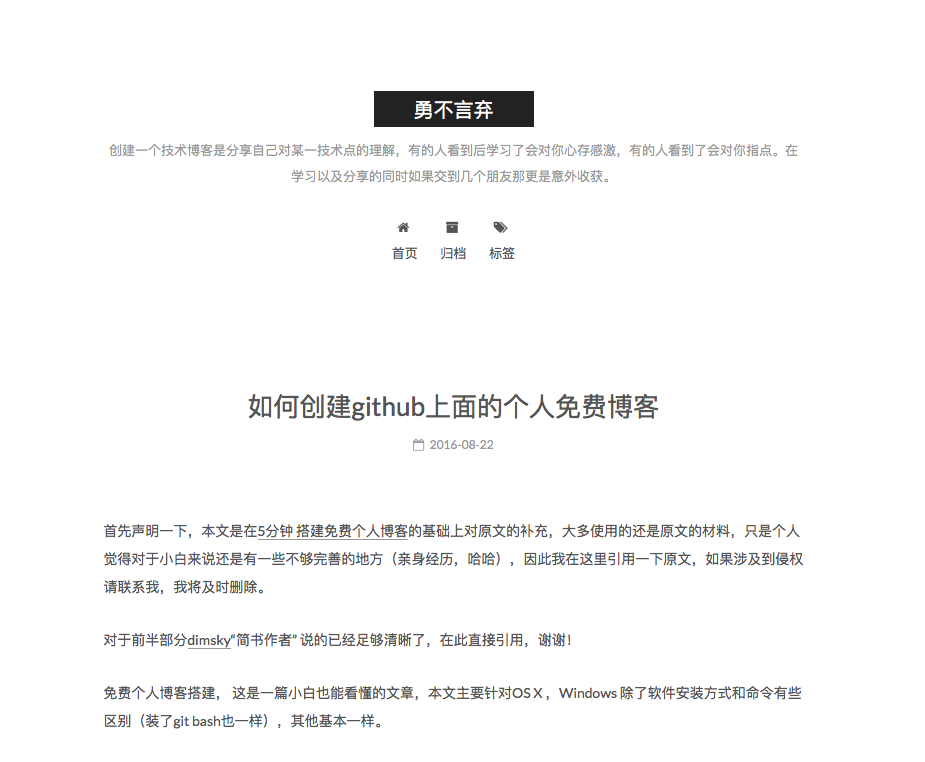 勇不言弃
创建一个技术博客是分享自己对某一技术点的理解，有的人看到后学习了会对你心存感激，有的人看到了会对你指点。在
学习以及分享的同时如果交到几个朋友那更是意外收获。
首页 归档 标签
如何创建github上面的个人免费博客
2016-08-22
首先声明一下，本文是在5分钟 搭建免费个人博客的基础上对原文的补充，大多使用的还是原文的材料，只是个人
觉得对于小白来说还是有一些不够完善的地方（亲身经历，哈哈），因此我在这里引用一下原文，如果涉及到侵权
请联系我，我将及时删除。
对于前半部分dimsky“简书作者” 说的已经足够清晰了，在此直接引用，谢谢！
免费个人博客搭建， 这是一篇小白也能看懂的文章，本文主要针对OS X ，Windows 除了软件安装方式和命令有些
区别（装了git bash也一样），其他基本一样。